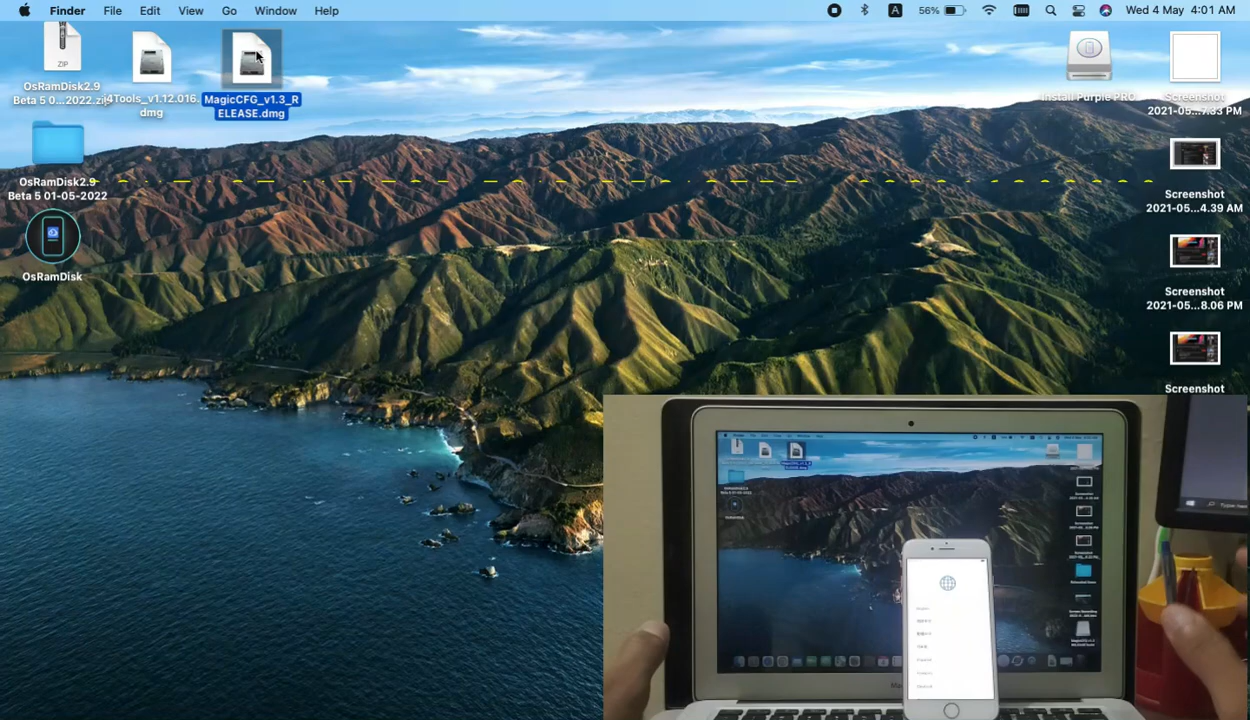 Finder File Edit View Go Window Help
A 56% Wed 4 May 4:01 AM
ZIP
OsRamDisk2.9
Beta 5 0...2022.zip
4Tools_v1.12.016.
dmg
MagicCFG_v1.3_R
ELEASE.dmg
Install Purple PRO
Screenshot
2021-05...7.33 PM
OsRamDisk2.9
Beta 5 01-05-2022
Screenshot
2021-05...4.39 AM
OsRamDisk
Screenshot
2021-05...8.06 PM
Screenshot